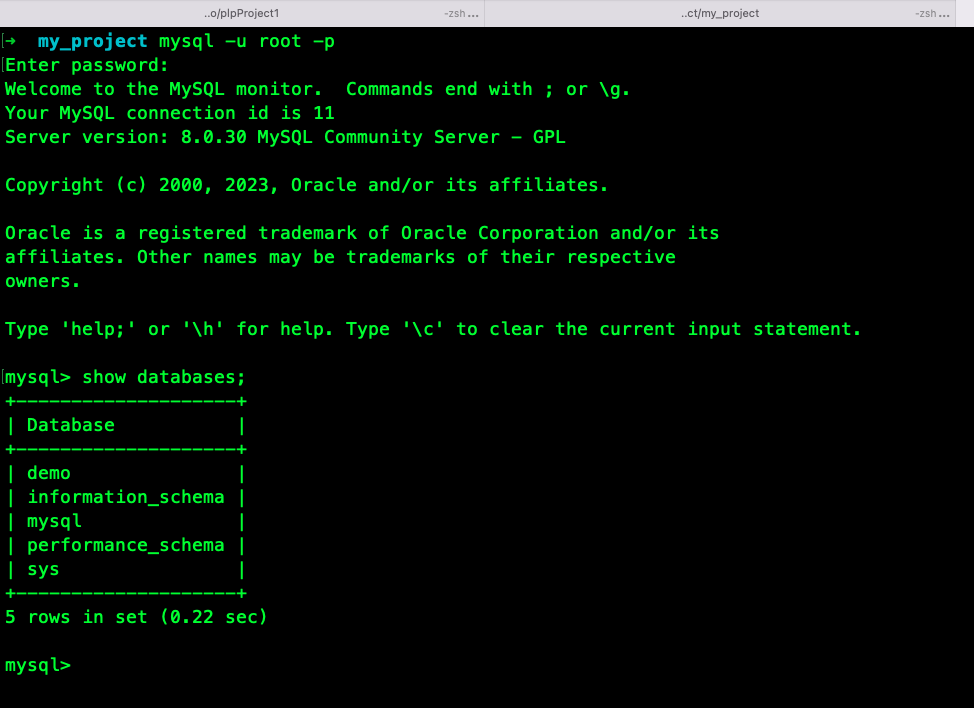 ..o/plpProject1 -zsh ... ..ct/my_project -zsh ...
[➜  my_project mysql -u root -p
[Enter password:
Welcome to the MySQL monitor.  Commands end with ; or \g.
Your MySQL connection id is 11
Server version: 8.0.30 MySQL Community Server - GPL

Copyright (c) 2000, 2023, Oracle and/or its affiliates.

Oracle is a registered trademark of Oracle Corporation and/or its
affiliates. Other names may be trademarks of their respective
owners.

Type 'help;' or '\h' for help. Type '\c' to clear the current input statement.

[mysql> show databases;
+--------------------+
| Database           |
+--------------------+
| demo               |
| information_schema |
| mysql              |
| performance_schema |
| sys                |
+--------------------+
5 rows in set (0.22 sec)

mysql>